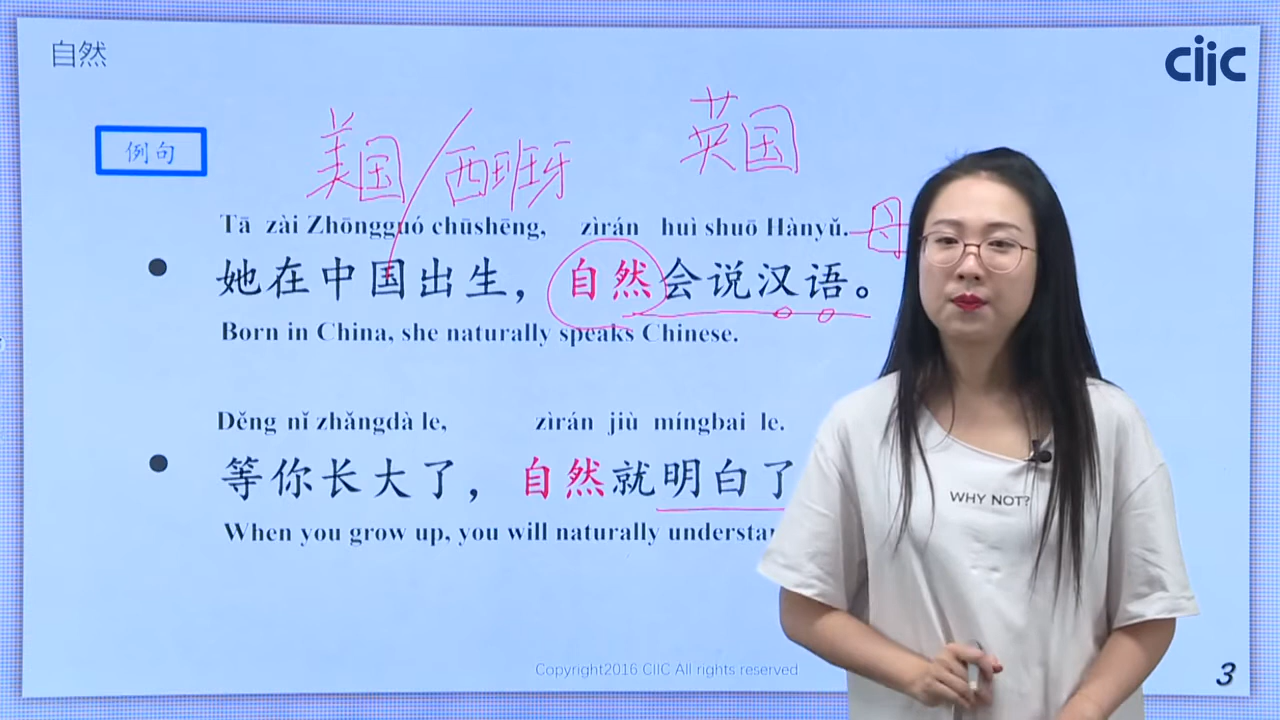 自然
ciic
例句
美国/西班牙
英国
Tā zài Zhōngguó chūshēng, zìrán huì shuō Hànyǔ.
母
她在中国出生，自然会说汉语。
Born in China, she naturally speaks Chinese.
Děng nǐ zhǎngdà le, zìrán jiù míngbai le.
等你长大了，自然就明白了
When you grow up, you will naturally understan
WHY NOT?
Copyright2016 CIIC All rights reserved
3